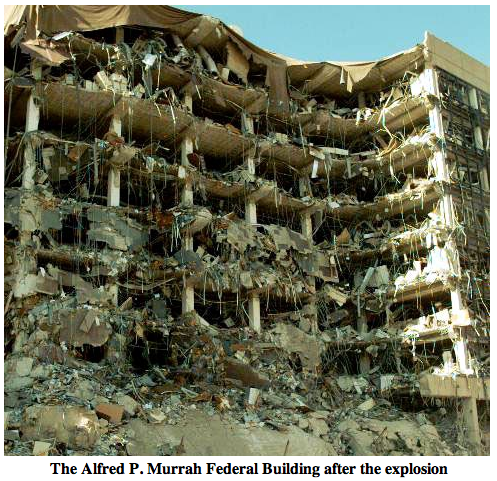 The Alfred P. Murrah Federal Building after the explosion